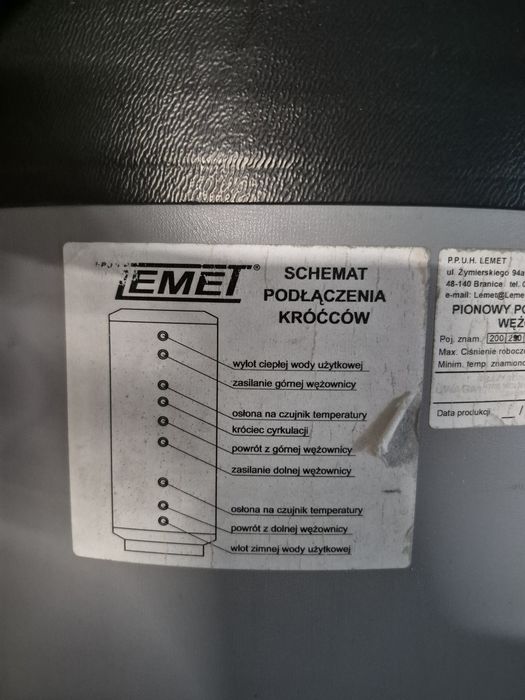 LEMET®
SCHEMAT
PODŁĄCZENIA
KRÓĆCÓW
wylot ciepłej wody użytkowej
zasilanie górnej wężownicy
osłona na czujnik temperatury
króciec cyrkulacji
powrót z górnej wężownicy
zasilanie dolnej wężownicy
osłona na czujnik temperatury
powrót z dolnej wężownicy
wlot zimnej wody użytkowej
P.P.U.H. LEMET
ul. Żymierskiego 94a
48-140 Branice tel.
e-mail: Lemet@Leme
PIONOWY
WĘŻ
Poj. znam. 200
Max. Ciśnienie robocz
Minim. temp. znamiono
Data produkcji /